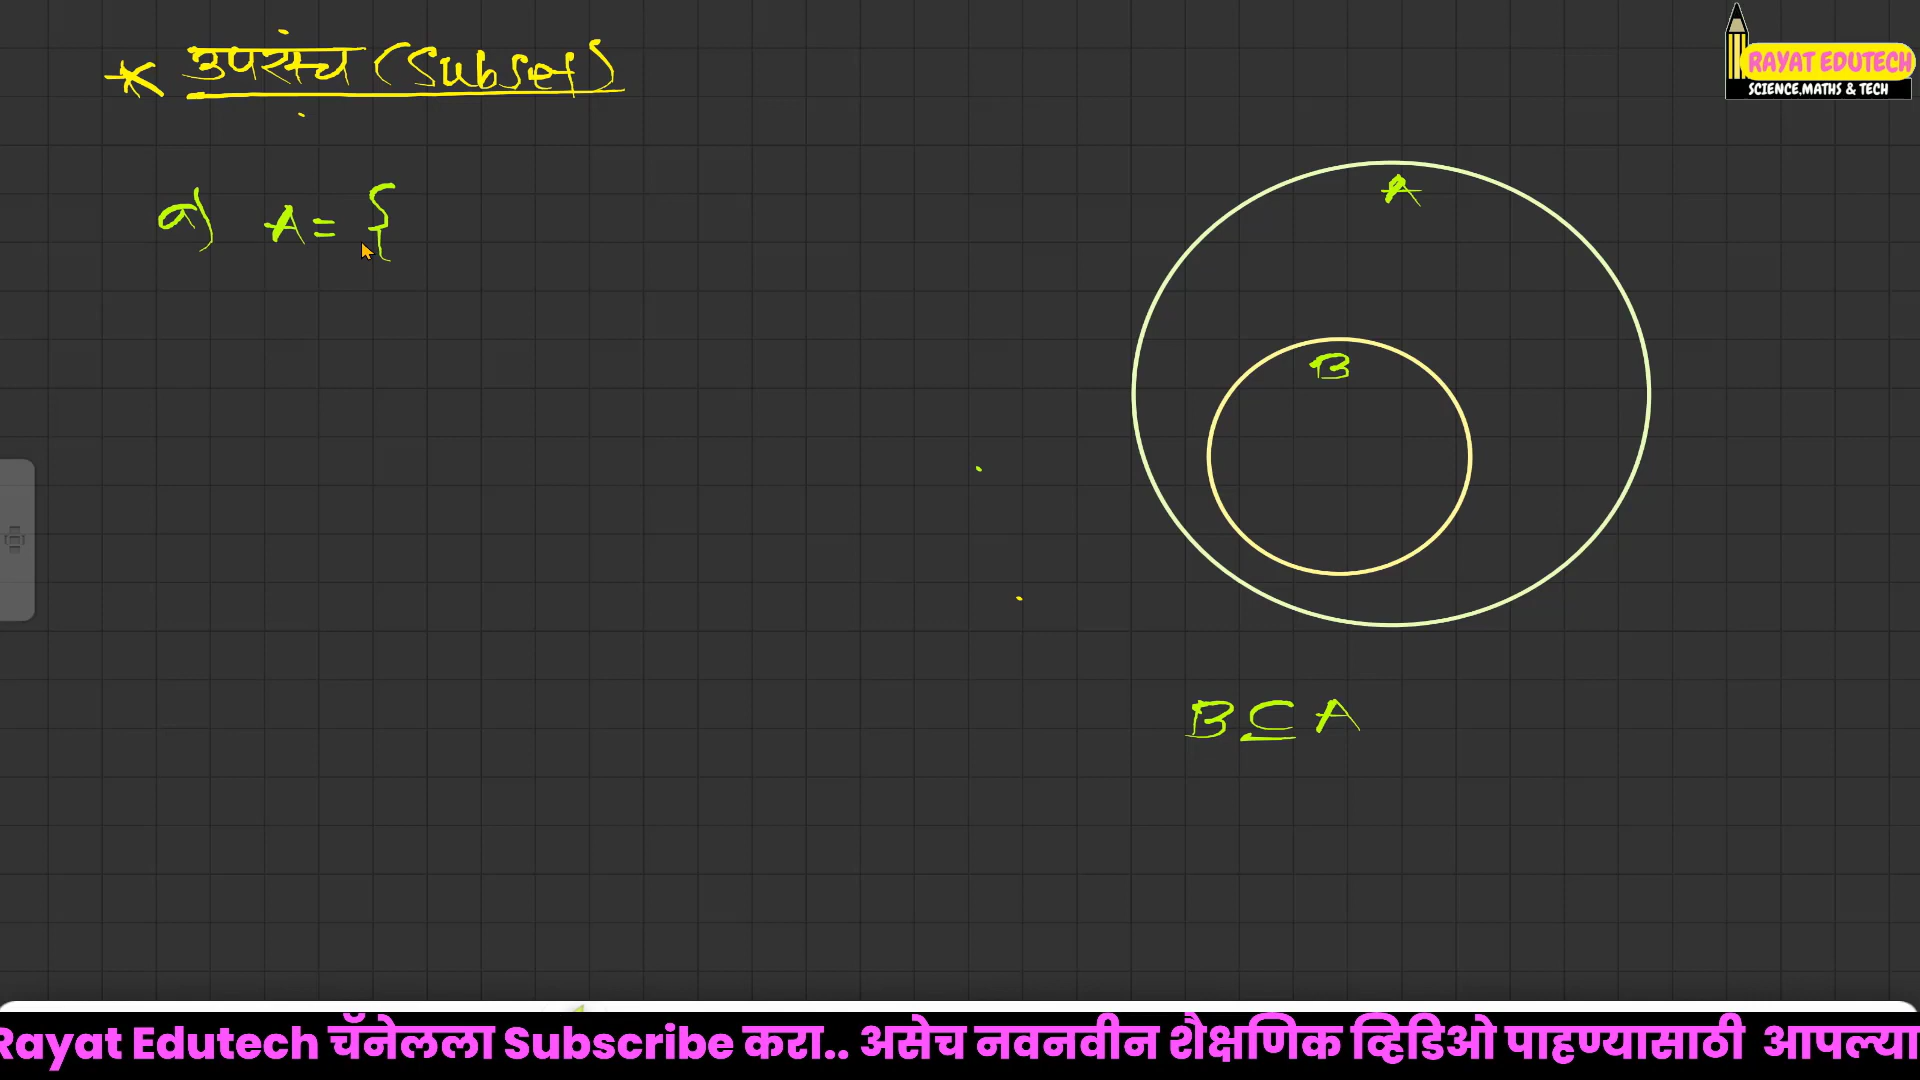 * उपसंच (Subset)
RAYAT EDUTECH
SCIENCE,MATHS & TECH
a) A = {
A
B
B ⊆ A
Rayat Edutech चॅनेलला Subscribe करा.. असेच नवनवीन शैक्षणिक व्हिडिओ पाहण्यासाठी आपल्या